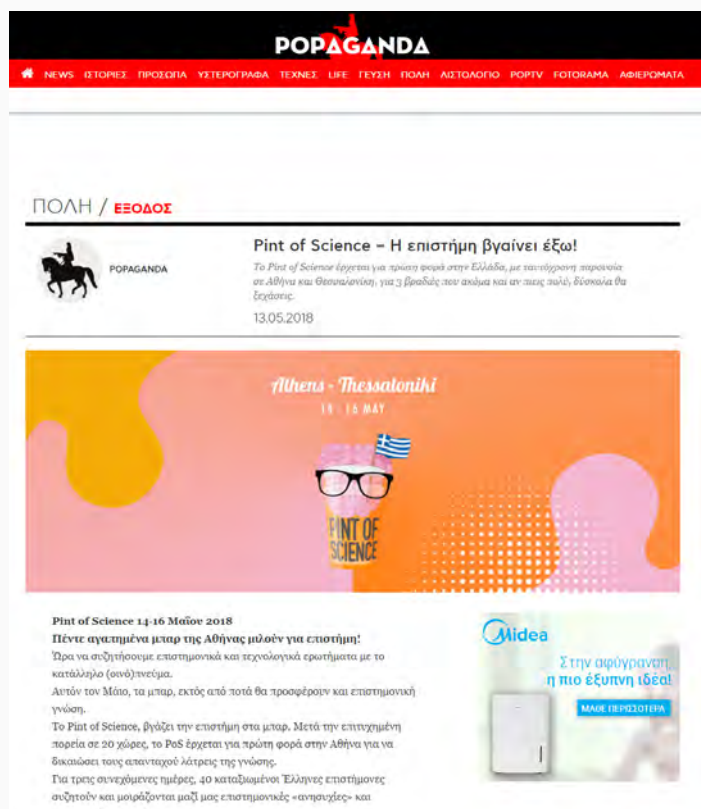 POPAGANDA
NEWS ΙΣΤΟΡΙΕΣ ΠΡΟΣΩΠΑ ΥΣΤΕΡΟΓΡΑΦΑ ΤΕΧΝΕΣ LIFE ΓΕΥΣΗ ΠΟΛΗ ΛΙΣΤΟΛΟΓΙΟ POPTV FOTORAMA ΑΦΙΕΡΩΜΑΤΑ
ΠΟΛΗ / ΕΞΟΔΟΣ
POPAGANDA
Pint of Science – Η επιστήμη βγαίνει έξω!
Το Pint of Science έρχεται για πρώτη φορά στην Ελλάδα, με ταυτόχρονη παρουσία
σε Αθήνα και Θεσσαλονίκη, για 3 βραδιές που ακόμα και αν πιεις πολύ, δύσκολα θα
ξεχάσεις.
13.05.2018
Athens - Thessaloniki
14 - 16 MAY
PINT OF
SCIENCE
Pint of Science 14-16 Μαΐου 2018
Πέντε αγαπημένα μπαρ της Αθήνας μιλούν για επιστήμη!
Ώρα να συζητήσουμε επιστημονικά και τεχνολογικά ερωτήματα με το
κατάλληλο (οινό)πνεύμα.
Αυτόν τον Μάιο, τα μπαρ, εκτός από ποτά θα προσφέρουν και επιστημονική
γνώση.
Το Pint of Science, βγάζει την επιστήμη στα μπαρ. Μετά την επιτυχημένη
πορεία σε 20 χώρες, το PoS έρχεται για πρώτη φορά στην Αθήνα για να
δικαιώσει τους απανταχού λάτρεις της γνώσης.
Για τρεις συνεχόμενες ημέρες, 40 καταξιωμένοι Έλληνες επιστήμονες
συζητούν και μοιράζονται μαζί μας επιστημονικές «ανησυχίες» και
Midea
Στην αφύγρανση,
η πιο έξυπνη ιδέα!
ΜΑΘΕ ΠΕΡΙΣΣΟΤΕΡΑ